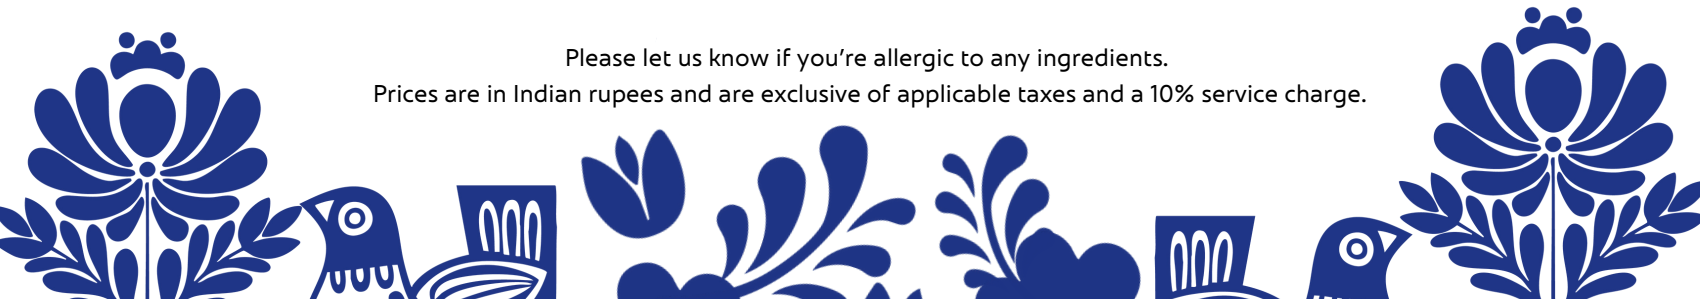 Please let us know if you’re allergic to any ingredients.
Prices are in Indian rupees and are exclusive of applicable taxes and a 10% service charge.